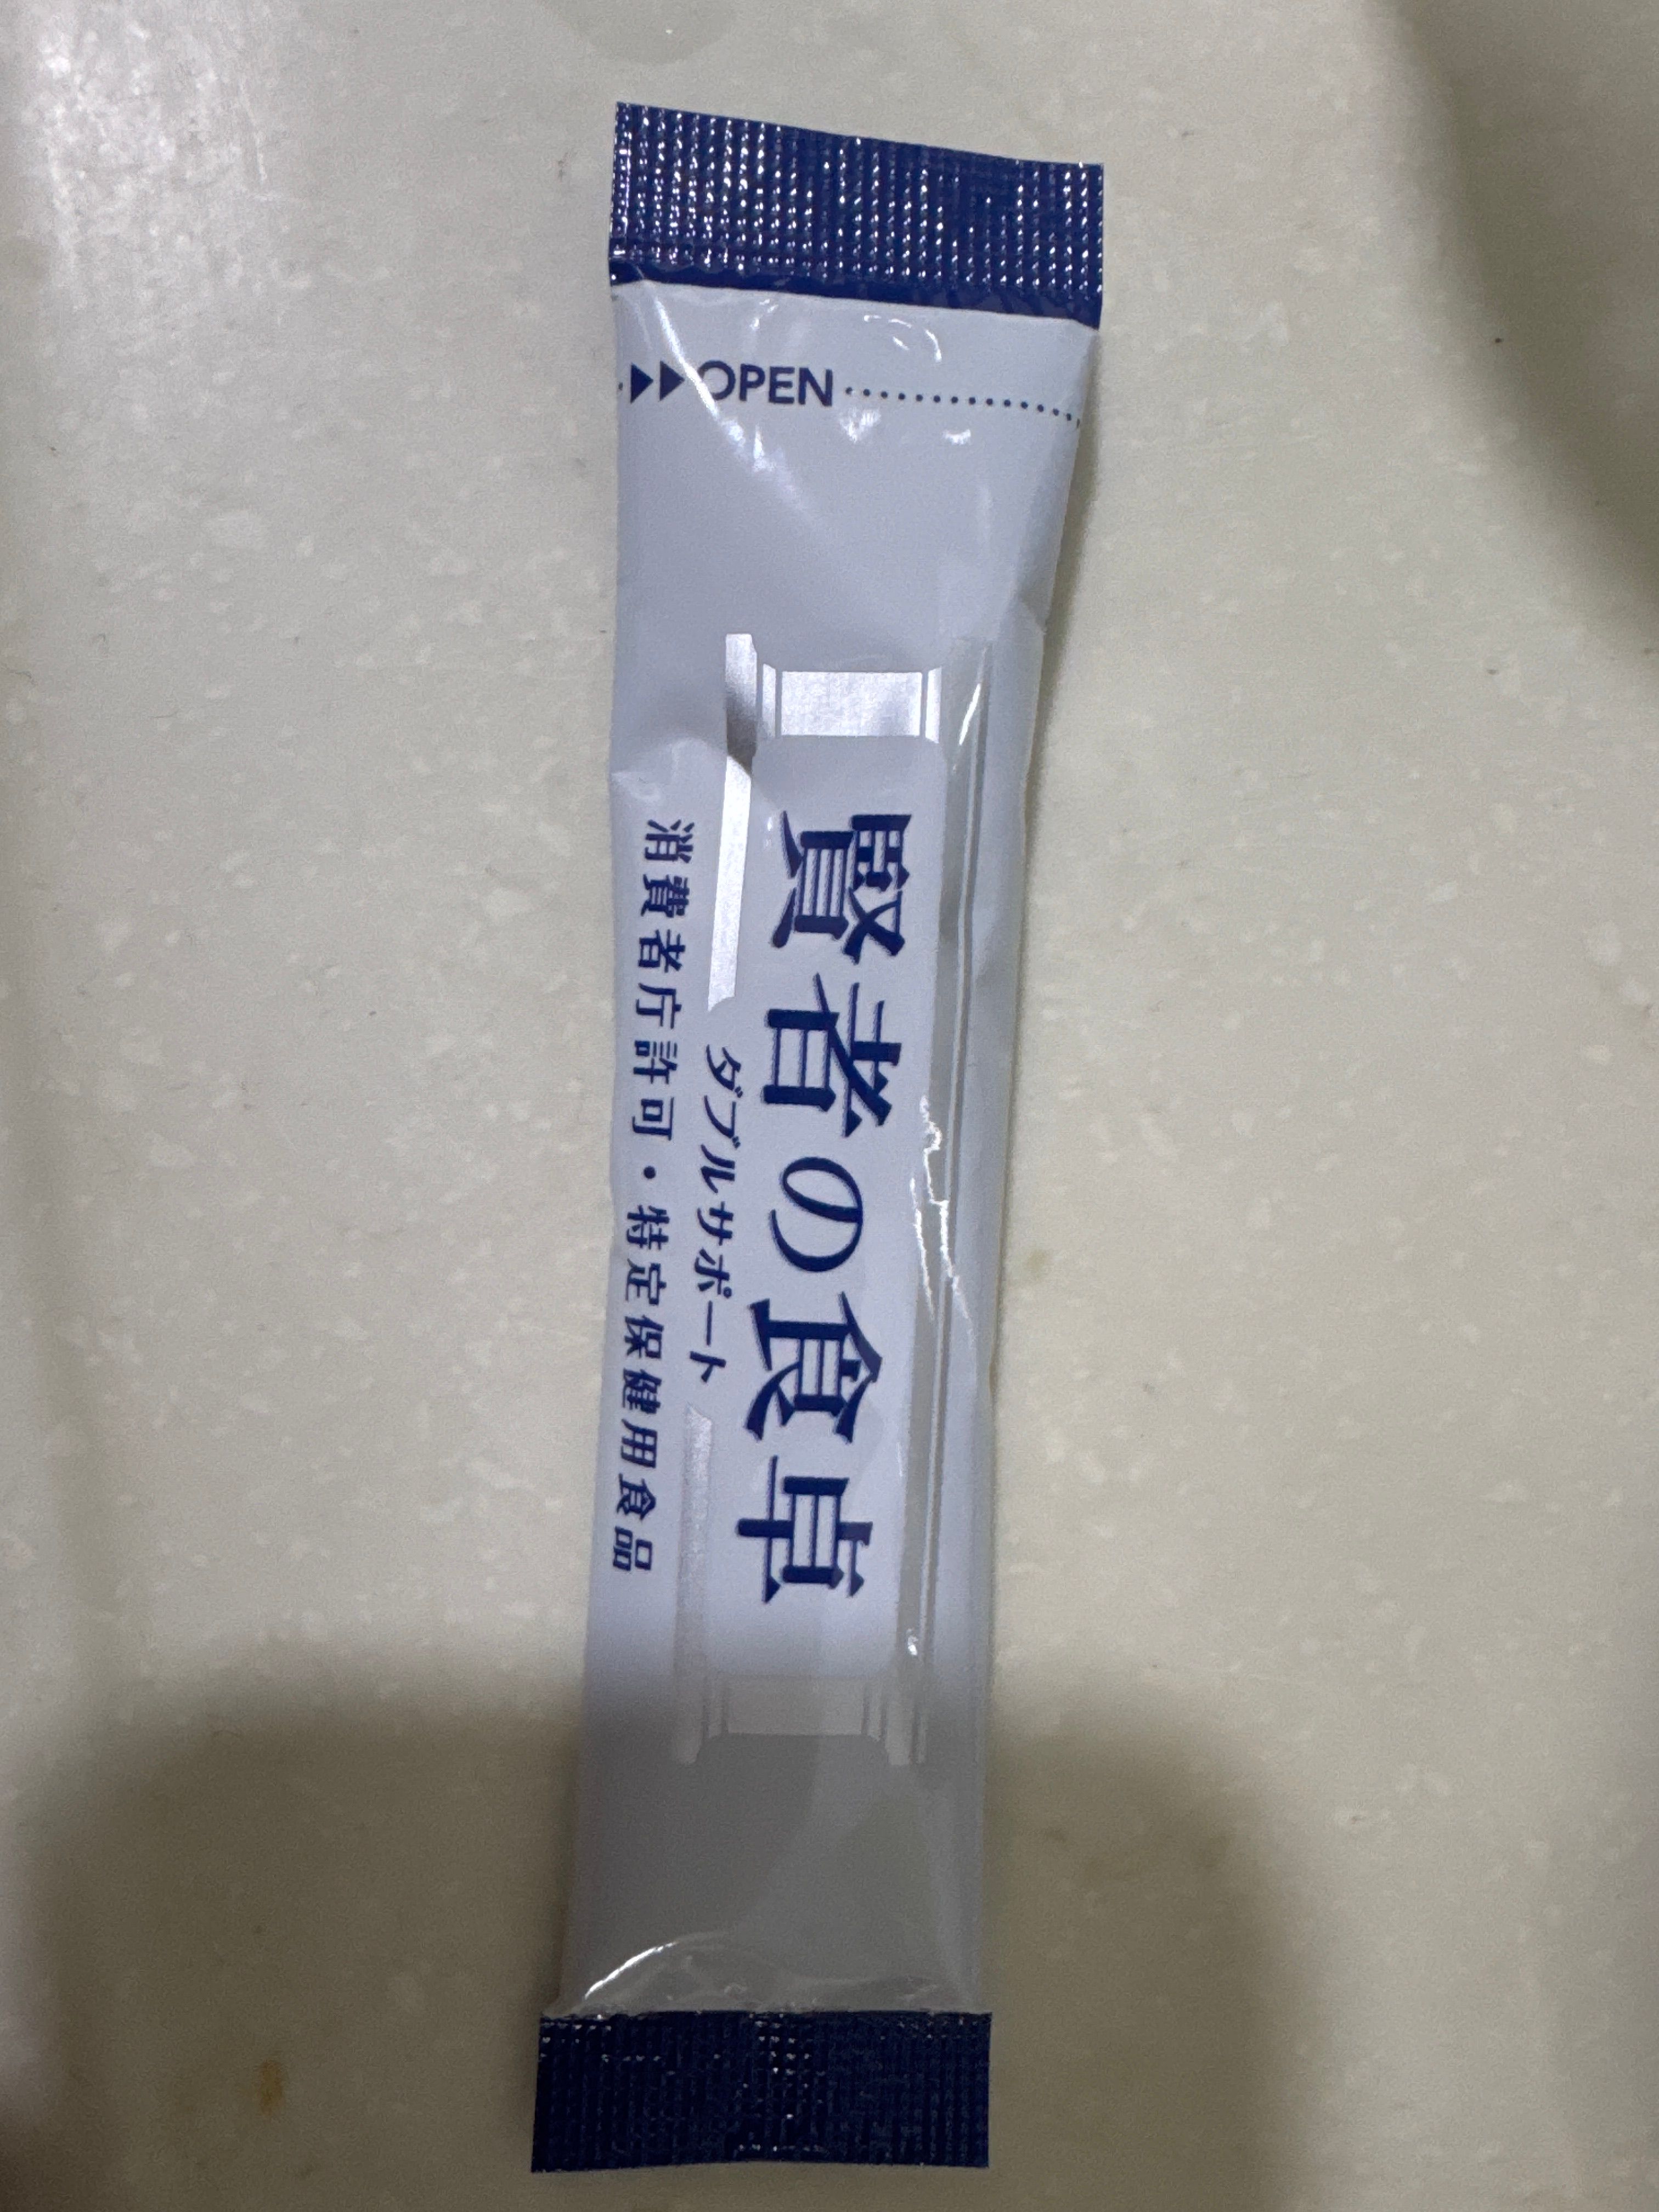 OPEN
賢者の食卓
ダブルサポート
消費者庁許可・特定保健用食品